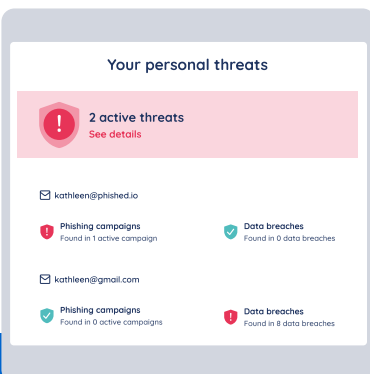 Your personal threats
2 active threats
See details
kathleen@phished.io
Phishing campaigns
Found in 1 active campaign
Data breaches
Found in 0 data breaches
kathleen@gmail.com
Phishing campaigns
Found in 0 active campaigns
Data breaches
Found in 8 data breaches